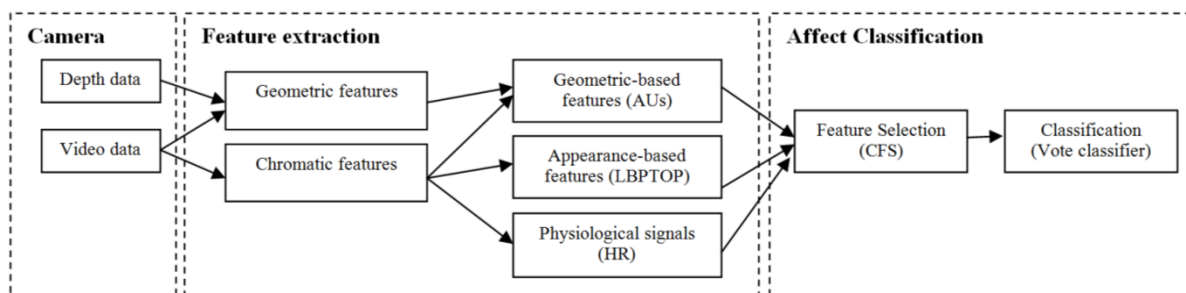 Camera
Depth data
Video data
Feature extraction
Geometric features
Chromatic features
Geometric-based
features (AUs)
Appearance-based
features (LBPTOP)
Physiological signals
(HR)
Affect Classification
Feature Selection
(CFS)
Classification
(Vote classifier)